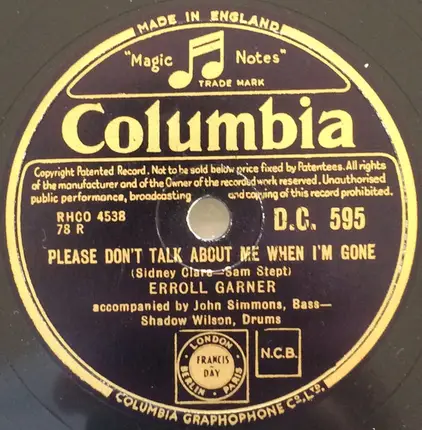 MADE IN ENGLAND
"Magic Notes"
TRADE MARK
Columbia
Copyright Patented Record. Not to be sold below price fixed by Patentees. All rights
of the manufacturer and of the Owner of the recorded work reserved. Unauthorised
public performance, broadcasting and copying of this record prohibited.
RHCO 4538
78 R
D.C. 595
PLEASE DON'T TALK ABOUT ME WHEN I'M GONE
(Sidney Clare—Sam Stept)
ERROLL GARNER
accompanied by John Simmons, Bass—
Shadow Wilson, Drums
LONDON
FRANCIS
DAY
BERLIN PARIS
N.C.B.
COLUMBIA GRAPHOPHONE CO. LTD.